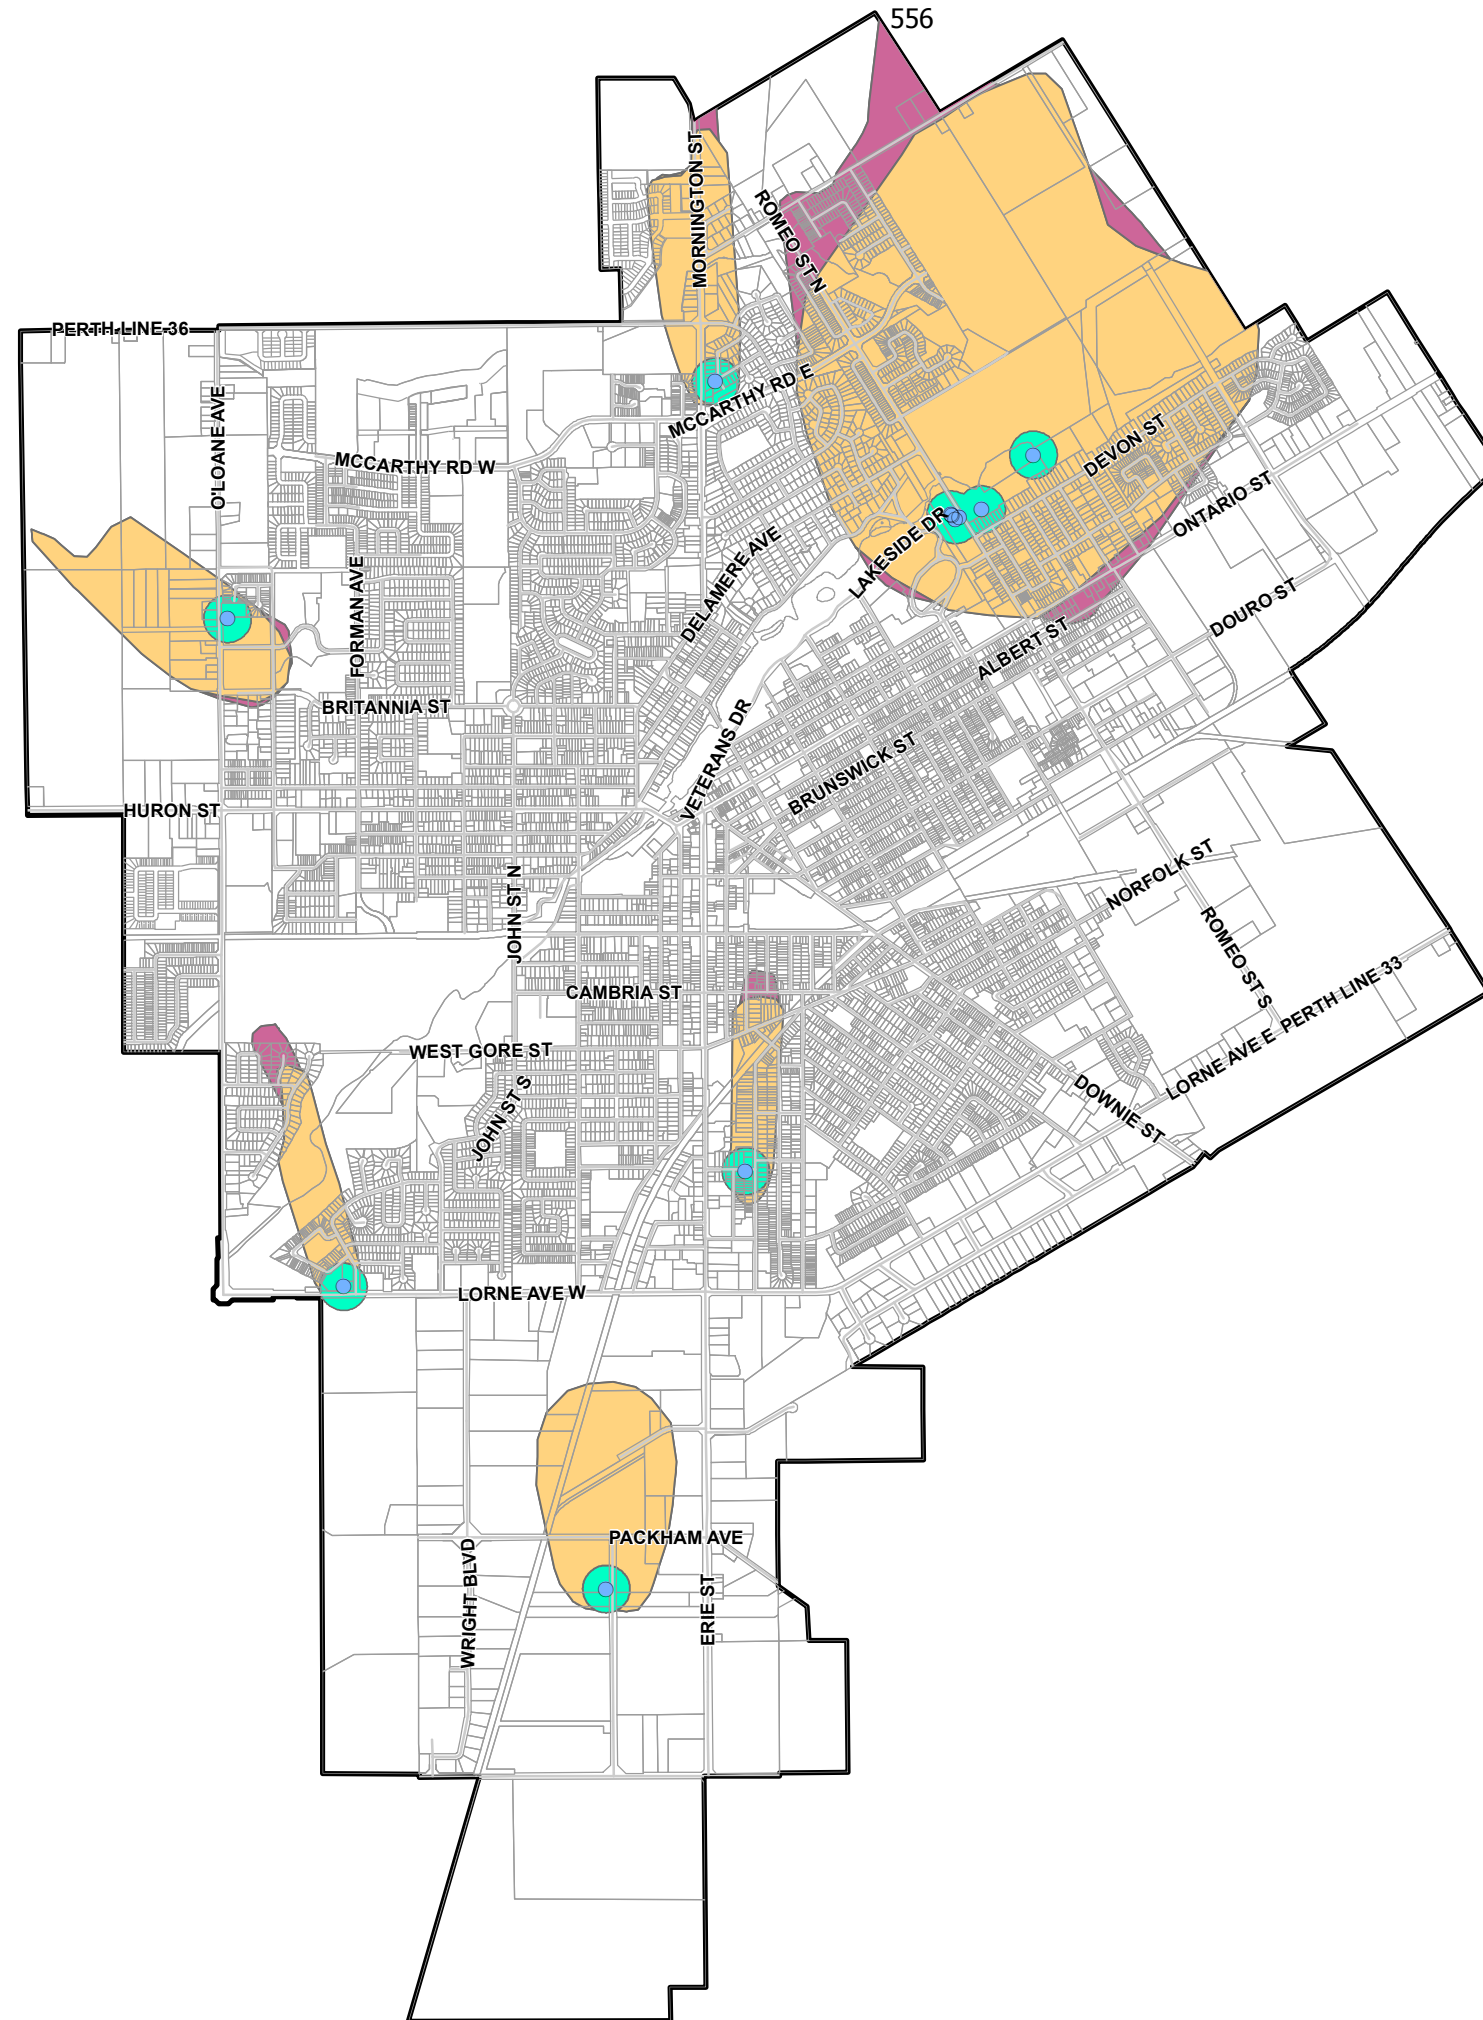 556
MORNINGTON ST
ROMEO ST N
PERTH LINE 36
O'LOANE AVE
MCCARTHY RD E
MCCARTHY RD W
DEVON ST
ONTARIO ST
LAKESIDE DR
DELAMERE AVE
FORMAN AVE
DOURO ST
ALBERT ST
BRITANNIA ST
VETERANS DR
BRUNSWICK ST
HURON ST
NORFOLK ST
JOHN ST N
ROMEO ST S
CAMBRIA ST
PERTH LINE 33
WEST GORE ST
LORNE AVE E
JOHN ST S
DOWNIE ST
LORNE AVE W
PACKHAM AVE
WRIGHT BLVD
ERIE ST